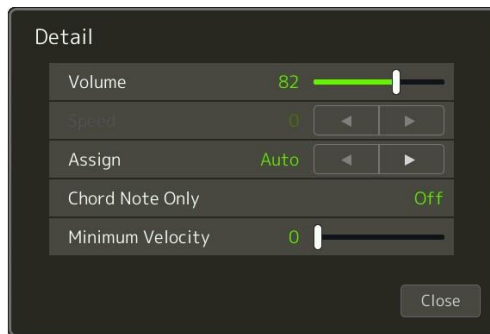 Detail
Volume 82
Speed 0
Assign Auto
Chord Note Only Off
Minimum Velocity 0
Close